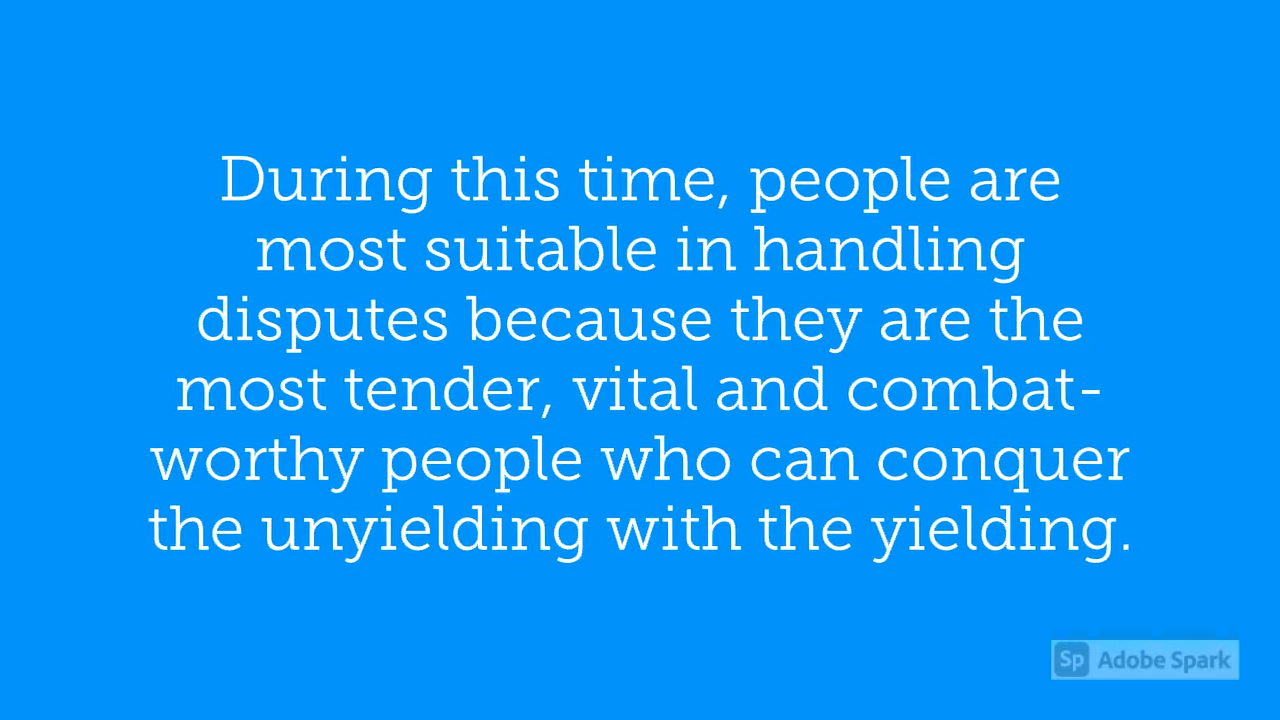 During this time, people are
most suitable in handling
disputes because they are the
most tender, vital and combat-
worthy people who can conquer
the unyielding with the yielding.
Sp Adobe Spark